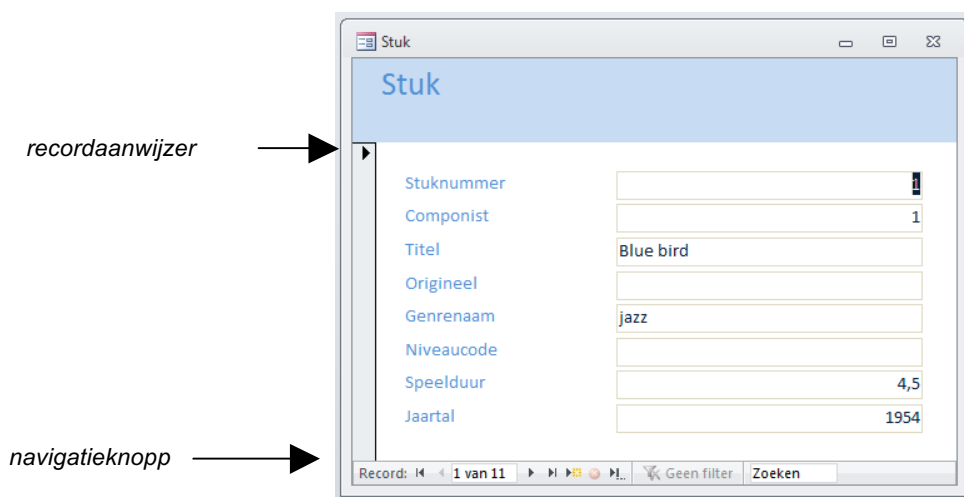 Stuk
Stuk
recordaanwijzer
Stuknummer 1
Componist 1
Titel Blue bird
Origineel
Genrenaam jazz
Niveaucode
Speelduur 4,5
Jaartal 1954
navigatieknopp
Record: 1 van 11 Geen filter Zoeken